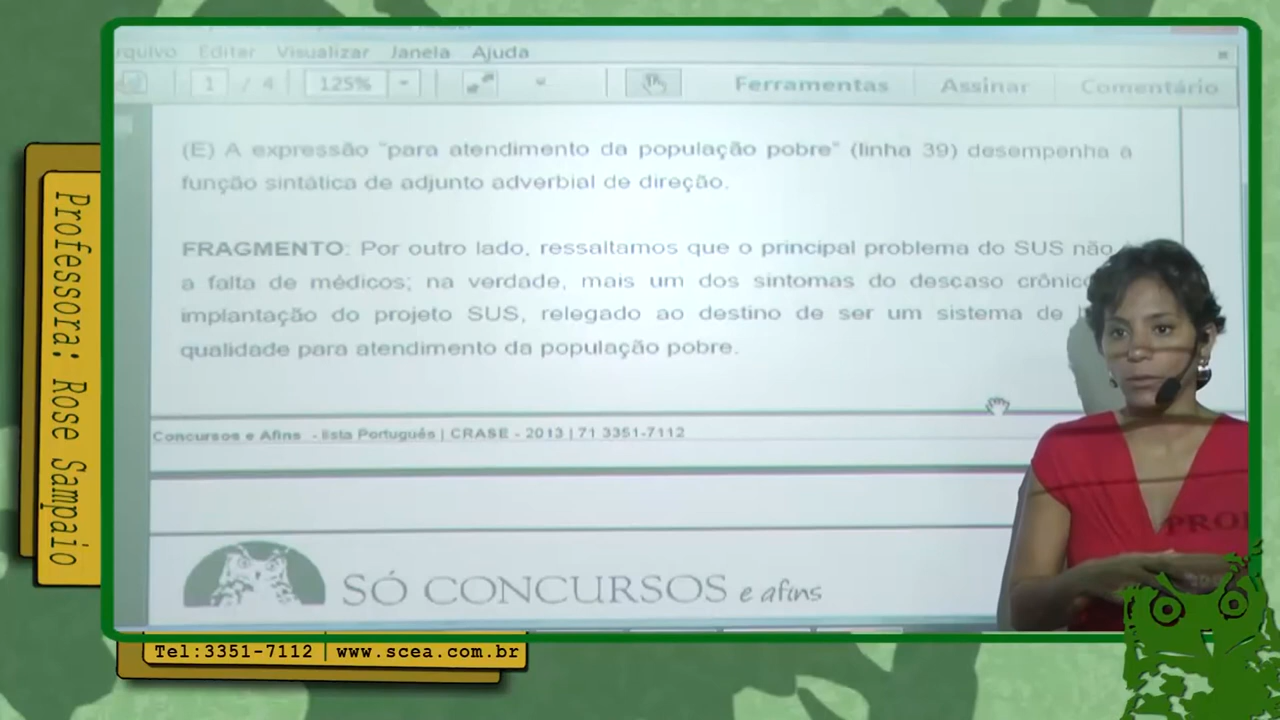 rquivo Editar Visualizar Janela Ajuda
1 / 4 125% Ferramentas Assinar Comentário
(E) A expressão "para atendimento da população pobre" (linha 39) desempenha a
função sintática de adjunto adverbial de direção.
FRAGMENTO: Por outro lado, ressaltamos que o principal problema do SUS não
a falta de médicos; na verdade, mais um dos sintomas do descaso
implantação do projeto SUS, relegado ao destino de ser um sistema de
qualidade para atendimento da população pobre.
Concursos e Afins - lista Português | CRASE - 2013 | 71 3351-7112
SÓ CONCURSOS e afins
Professora: Rose Sampaio
Tel:3351-7112 | www.scea.com.br